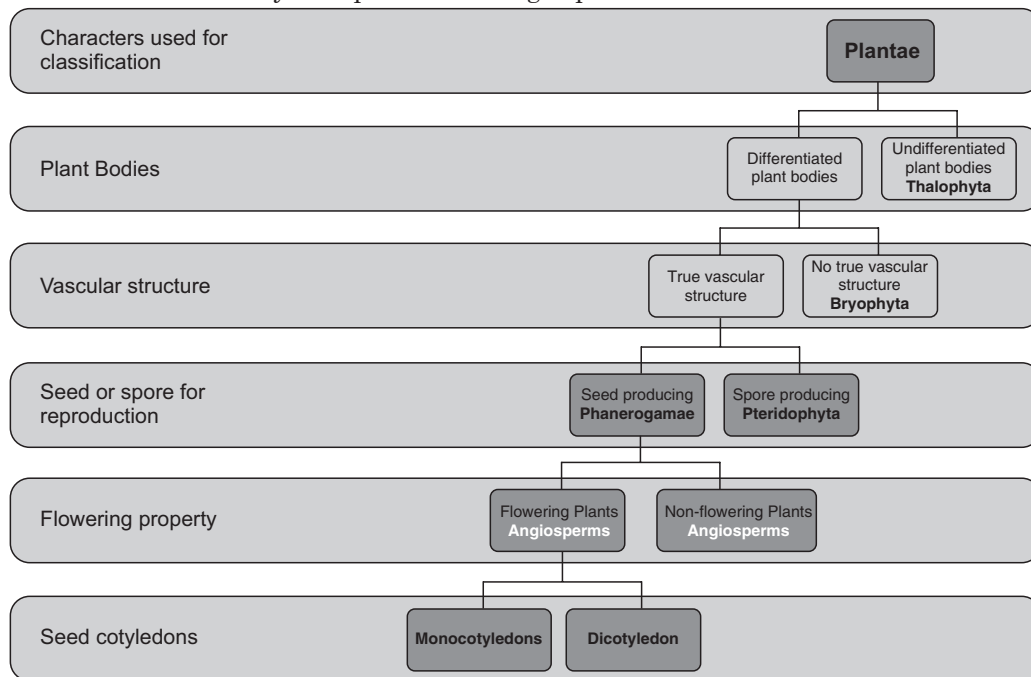 Characters used for
classification
Plantae
Plant Bodies
Differentiated
plant bodies
Undifferentiated
plant bodies
Thalophyta
Vascular structure
True vascular
structure
No true vascular
structure
Bryophyta
Seed or spore for
reproduction
Seed producing
Phanerogamae
Spore producing
Pteridophyta
Flowering property
Flowering Plants
Angiosperms
Non-flowering Plants
Angiosperms
Seed cotyledons
Monocotyledons
Dicotyledon